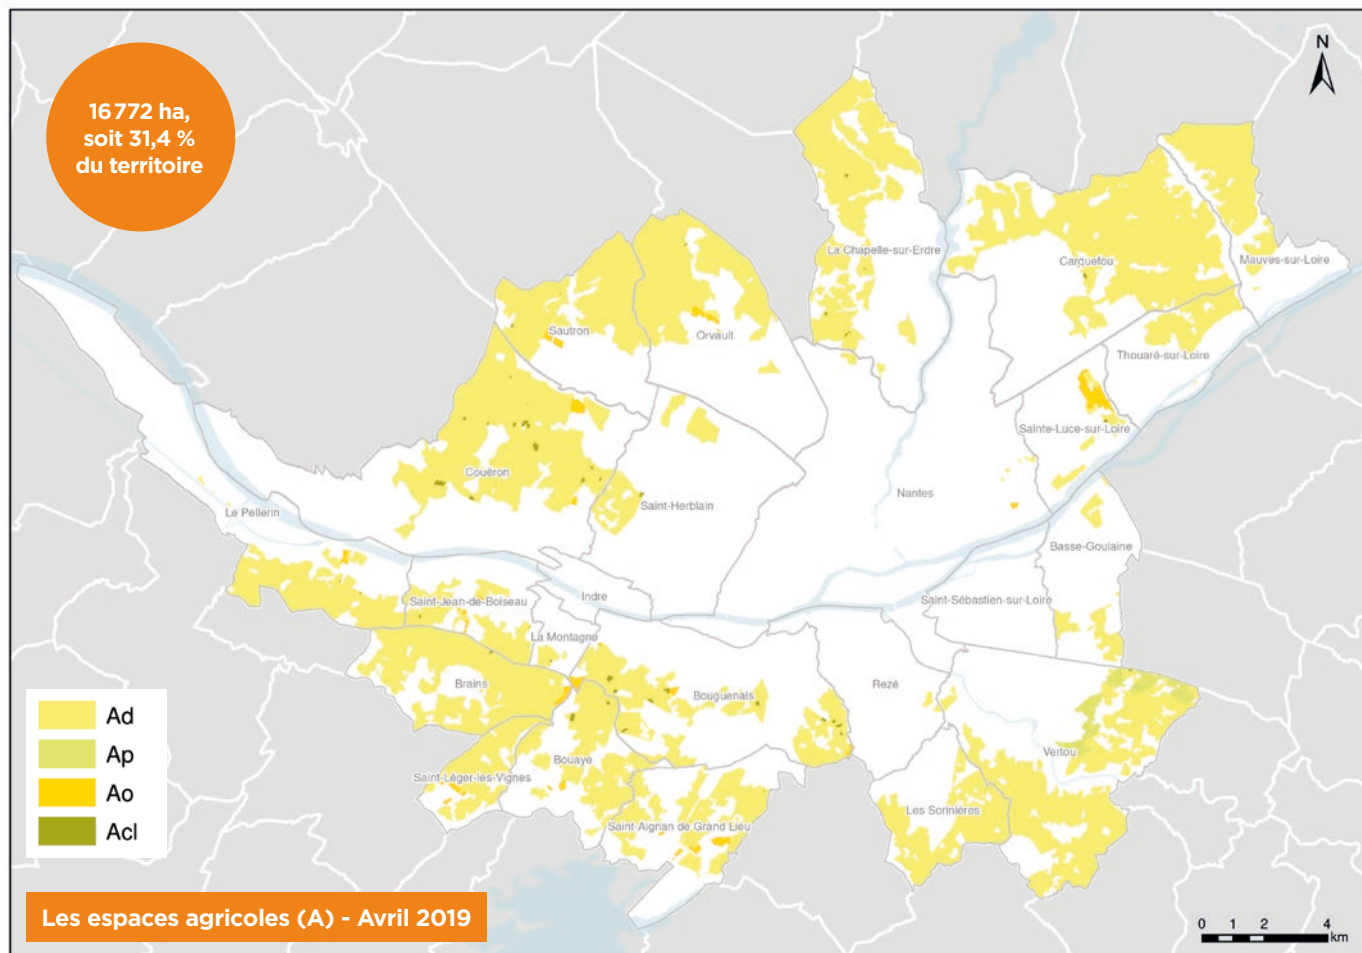 16 772 ha,
soit 31,4 %
du territoire
N
La Chapelle-sur-Erdre
Carquefou
Mauves-sur-Loire
Sautron
Orvault
Thouaré-sur-Loire
Sainte-Luce-sur-Loire
Couëron
Saint-Herblain
Nantes
Le Pellerin
Basse-Goulaine
Saint-Jean-de-Boiseau
Indre
Saint-Sébastien-sur-Loire
La Montagne
Brains
Bouguenais
Rezé
Vertou
Bouaye
Saint-Léger-les-Vignes
Les Sorinières
Saint-Aignan de Grand Lieu
Ad
Ap
Ao
Acl
Les espaces agricoles (A) - Avril 2019
0 1 2 4
km